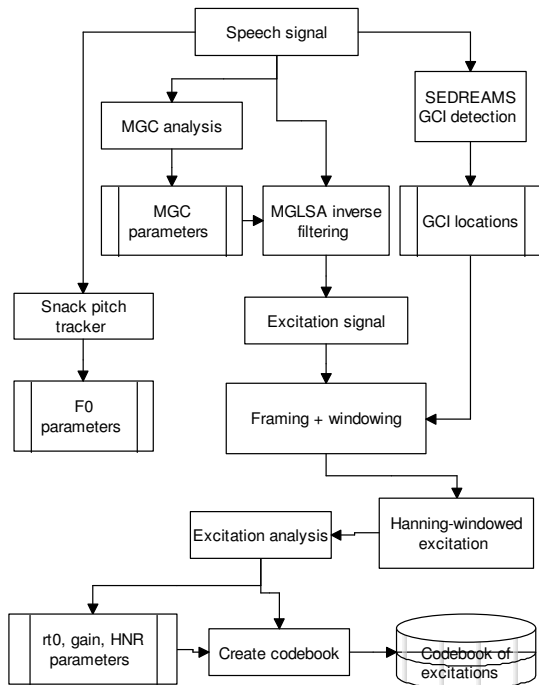 Speech signal
MGC analysis
SEDREAMS
GCI detection
MGC
parameters
MGLSA inverse
filtering
GCI locations
Snack pitch
tracker
Excitation signal
F0
parameters
Framing + windowing
Excitation analysis
Hanning-windowed
excitation
rt0, gain, HNR
parameters
Create codebook
Codebook of
excitations